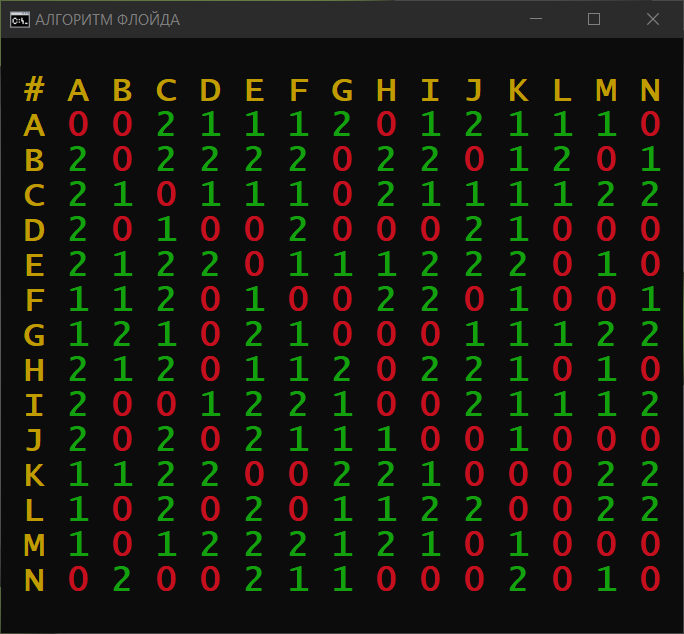 АЛГОРИТМ ФЛОЙДА
# A B C D E F G H I J K L M N
A 0 0 2 1 1 1 2 0 1 2 1 1 1 0
B 2 0 2 2 2 2 0 2 2 0 1 2 0 1
C 2 1 0 1 1 1 0 2 1 1 1 1 2 2
D 2 0 1 0 0 2 0 0 0 2 1 0 0 0
E 2 1 2 2 0 1 1 1 2 2 2 0 1 0
F 1 1 2 0 1 0 0 2 2 0 1 0 0 1
G 1 2 1 0 2 1 0 0 0 1 1 1 2 2
H 2 1 2 0 1 1 2 0 2 2 1 0 1 0
I 2 0 0 1 2 2 1 0 0 2 1 1 1 2
J 2 0 2 0 2 1 1 1 0 0 1 0 0 0
K 1 1 2 2 0 0 2 2 1 0 0 0 2 2
L 1 0 2 0 2 0 1 1 2 2 0 0 2 2
M 1 0 1 2 2 2 1 2 1 0 1 0 0 0
N 0 2 0 0 2 1 1 0 0 0 2 0 1 0